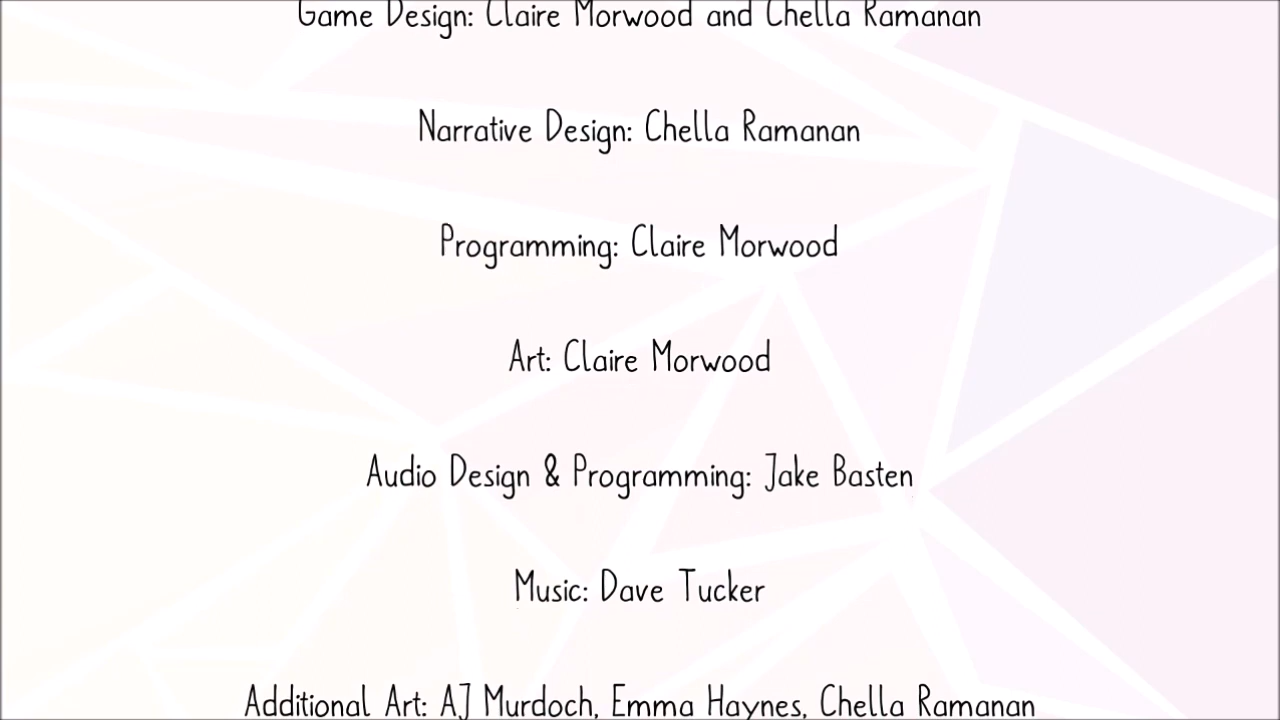 Game Design: Claire Morwood and Chella Ramanan
Narrative Design: Chella Ramanan
Programming: Claire Morwood
Art: Claire Morwood
Audio Design & Programming: Jake Basten
Music: Dave Tucker
Additional Art: AJ Murdoch, Emma Haynes, Chella Ramanan